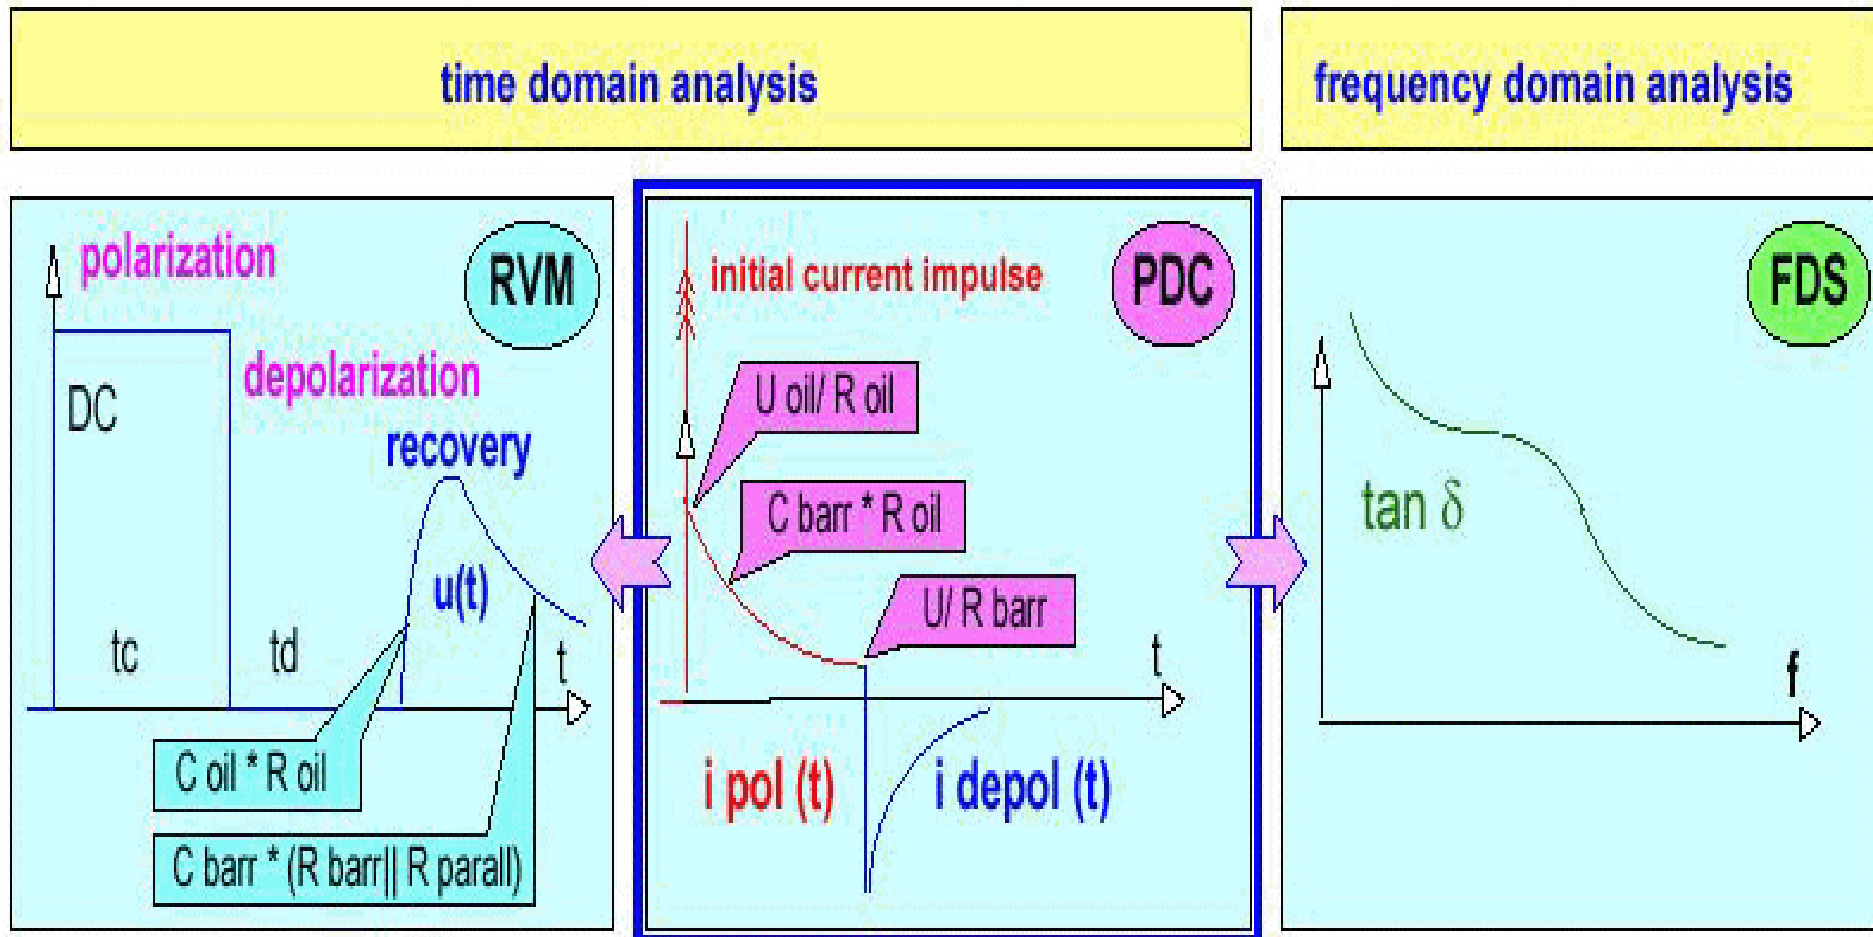 time domain analysis
frequency domain analysis
polarization
RVM
DC
depolarization
recovery
u(t)
tc
td
t
C oil * R oil
C barr * (R barr|| R parall)
initial current impulse
PDC
U oil/ R oil
C barr * R oil
U/ R barr
t
i pol (t)
i depol (t)
FDS
tan δ
f